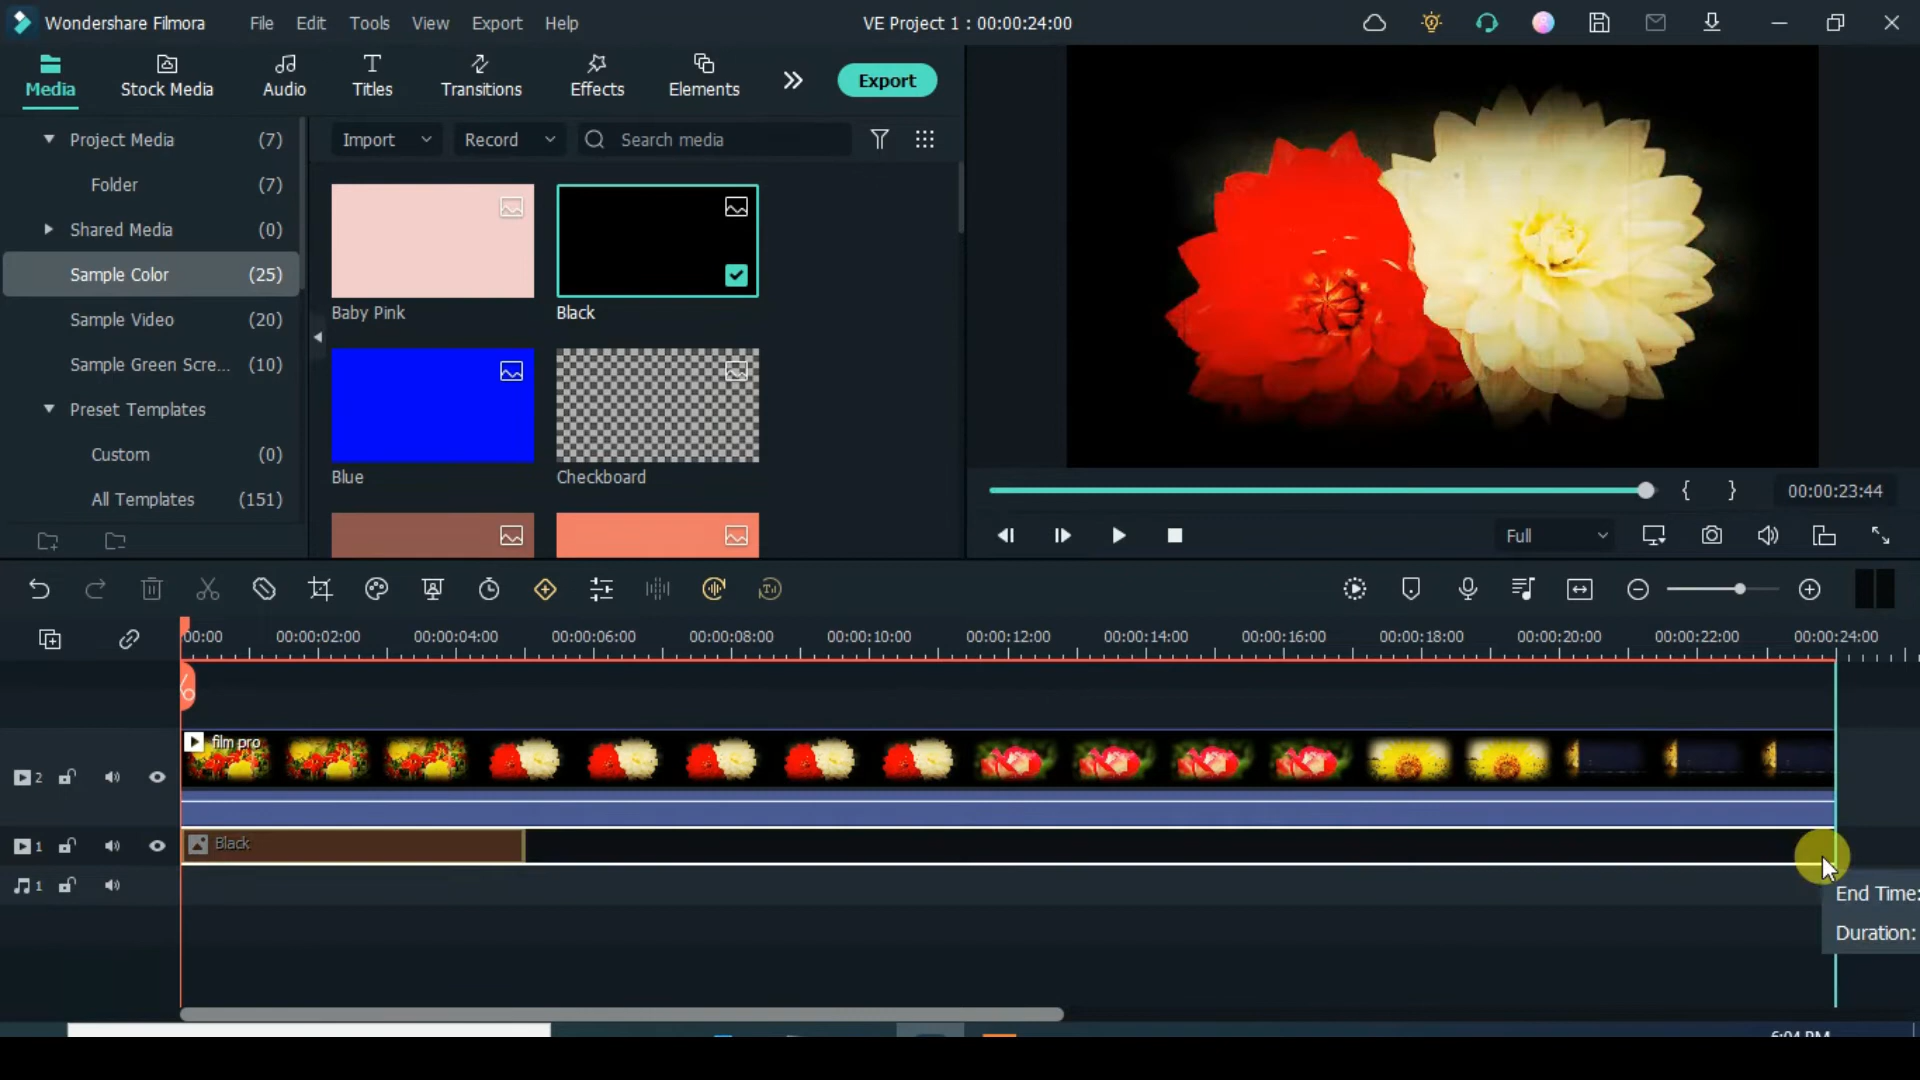 Wondershare Filmora
File Edit Tools View Export Help
VE Project 1 : 00:00:24:00
Media
Stock Media
Audio
Titles
Transitions
Effects
Elements
Export
Project Media (7)
Folder (7)
Shared Media (0)
Sample Color (25)
Sample Video (20)
Sample Green Scre... (10)
Preset Templates
Custom (0)
All Templates (151)
Import
Record
Search media
Baby Pink
Black
Blue
Checkboard
00:00:23:44
Full
00:00 00:00:02:00 00:00:04:00 00:00:06:00 00:00:08:00 00:00:10:00 00:00:12:00 00:00:14:00 00:00:16:00 00:00:18:00 00:00:20:00 00:00:22:00 00:00:24:00
film pro
2
1 Black
1
End Time:
Duration:
6:04 PM